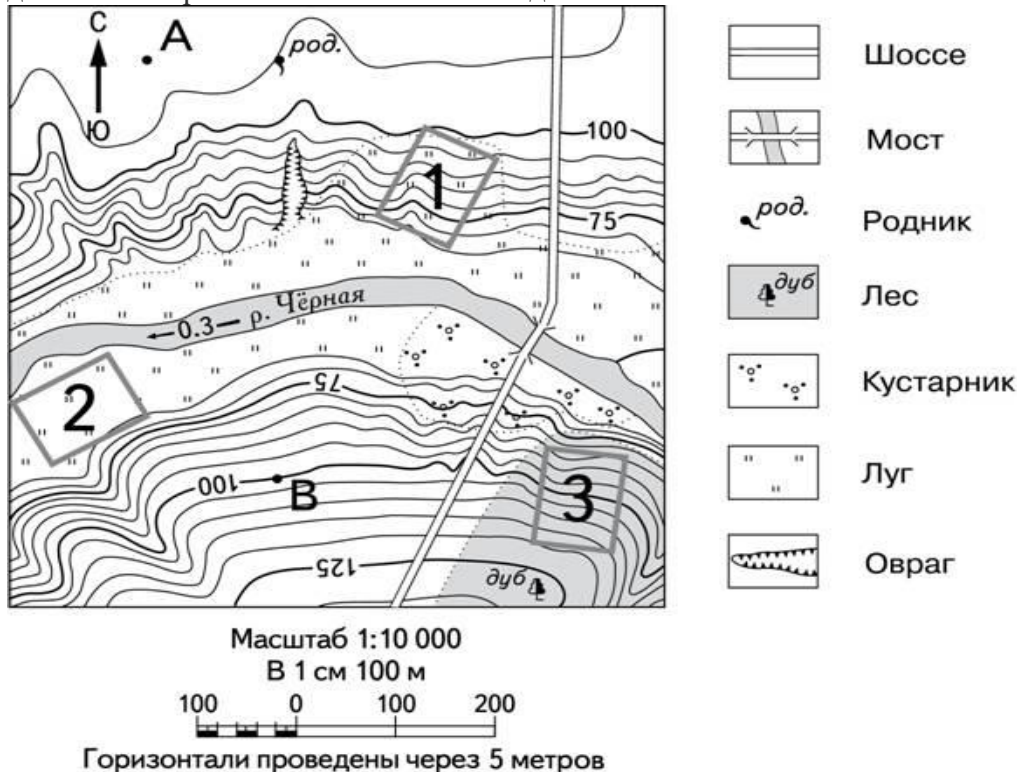 С
Ю
А
род.
100
1
75
0.3 р. Чёрная
2
75
100
В
3
125
дуб
Шоссе
Мост
род.
Родник
дуб
Лес
Кустарник
Луг
Овраг
Масштаб 1:10 000
В 1 см 100 м
100 0 100 200
Горизонтали проведены через 5 метров